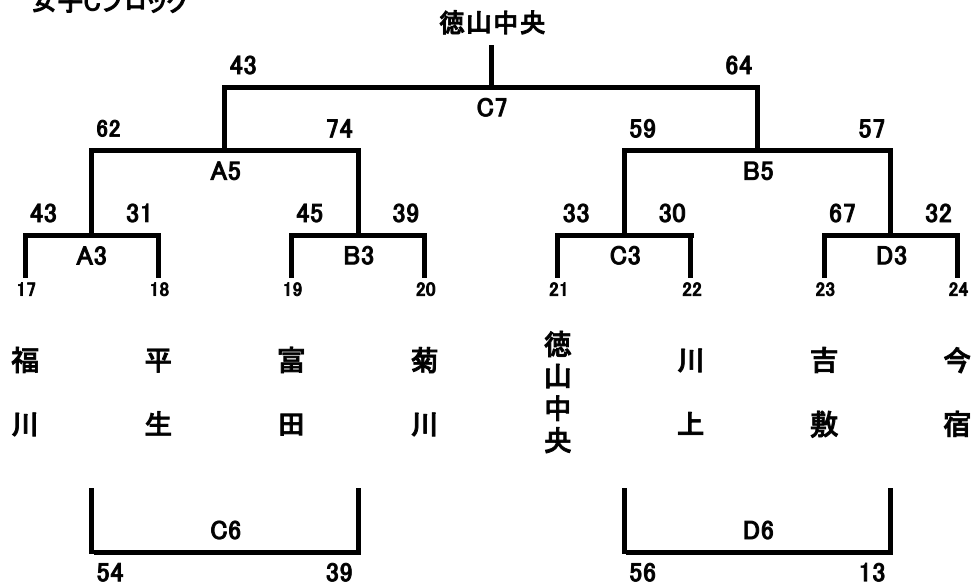 女子Cブロック
徳山中央
43 64
C7
62 74 59 57
A5 B5
43 31 45 39 33 30 67 32
A3 B3 C3 D3
17 18 19 20 21 22 23 24
福川 平生 富田 菊川 徳山中央 川上 吉敷 今宿
C6 D6
54 39 56 13